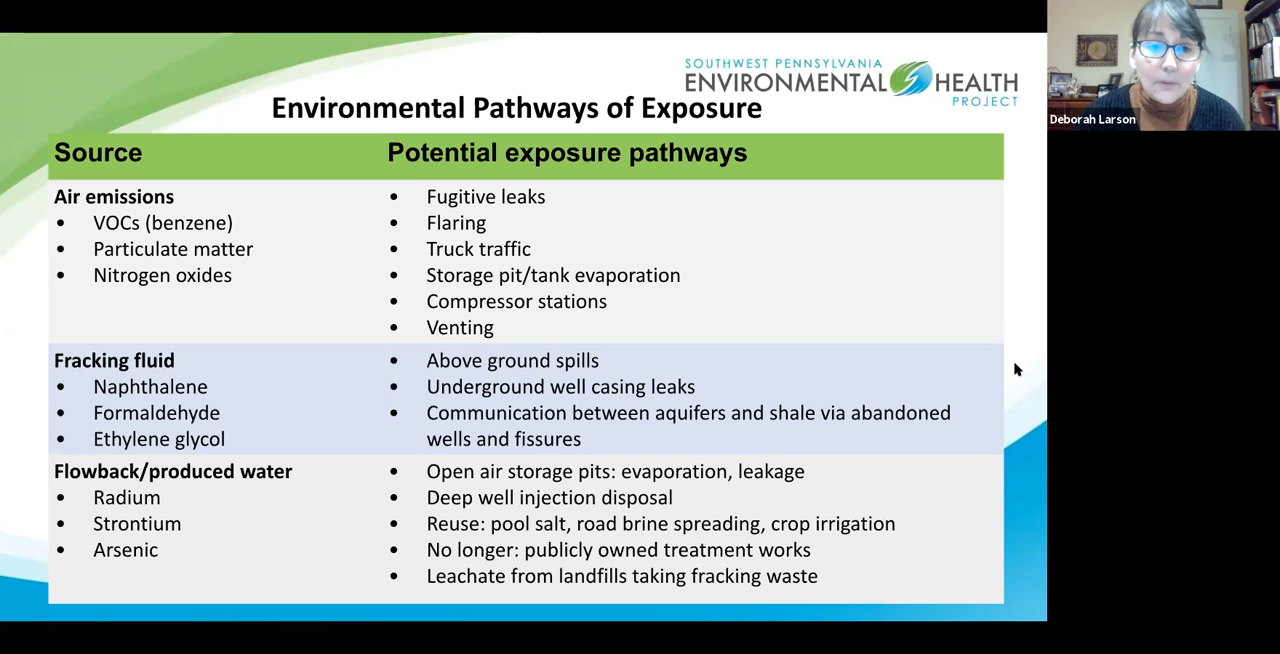 SOUTHWEST PENNSYLVANIA
ENVIRONMENTAL HEALTH
PROJECT
Environmental Pathways of Exposure
Deborah Larson
Source Potential exposure pathways
Air emissions
• VOCs (benzene)
• Particulate matter
• Nitrogen oxides
• Fugitive leaks
• Flaring
• Truck traffic
• Storage pit/tank evaporation
• Compressor stations
• Venting
Fracking fluid
• Naphthalene
• Formaldehyde
• Ethylene glycol
• Above ground spills
• Underground well casing leaks
• Communication between aquifers and shale via abandoned
wells and fissures
Flowback/produced water
• Radium
• Strontium
• Arsenic
• Open air storage pits: evaporation, leakage
• Deep well injection disposal
• Reuse: pool salt, road brine spreading, crop irrigation
• No longer: publicly owned treatment works
• Leachate from landfills taking fracking waste